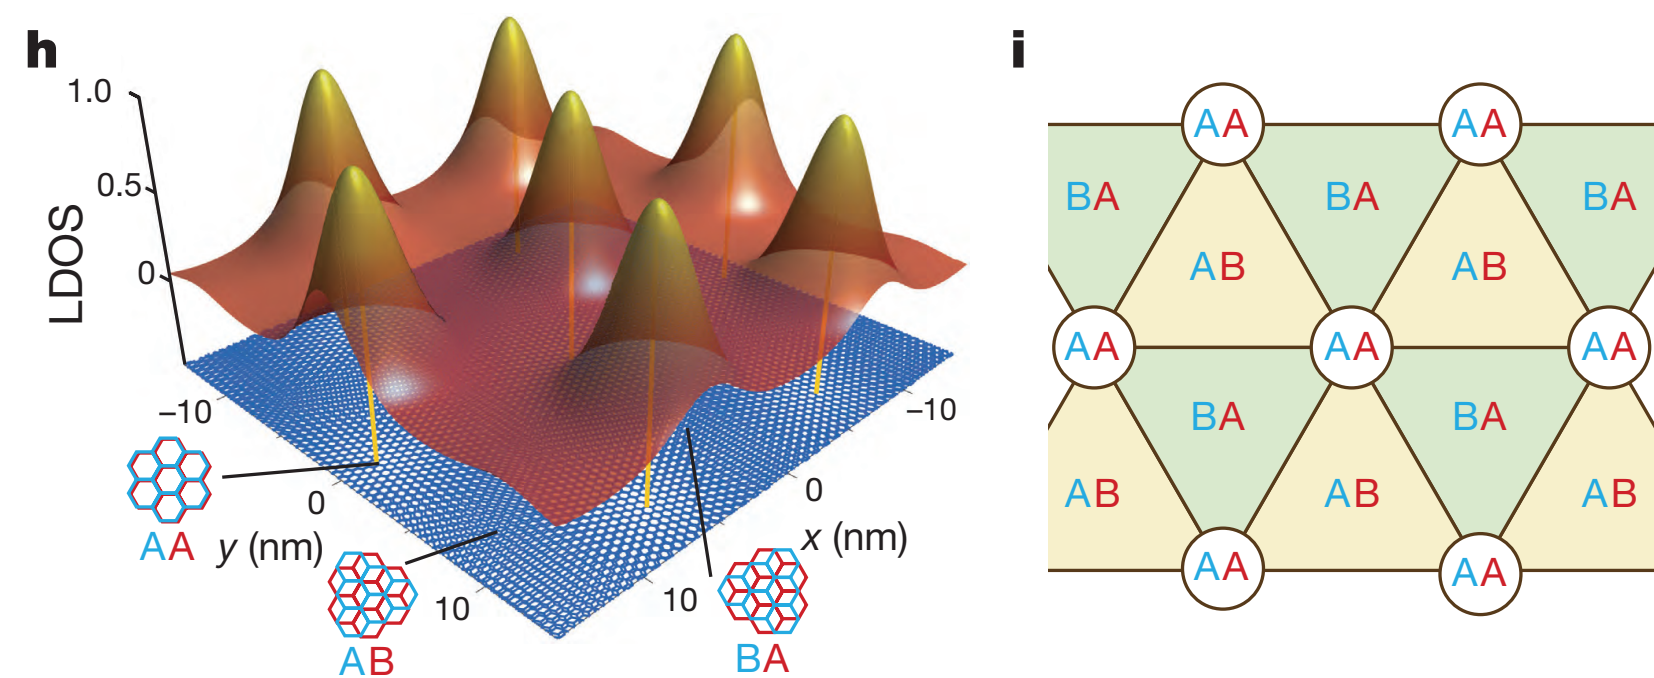 h
1.0
0.5
0
LDOS
−10
0
10
y (nm)
−10
0
10
x (nm)
AA
AB
BA
i
AA AA
BA BA BA
AB AB
AA AA AA
BA BA
AB AB AB
AA AA